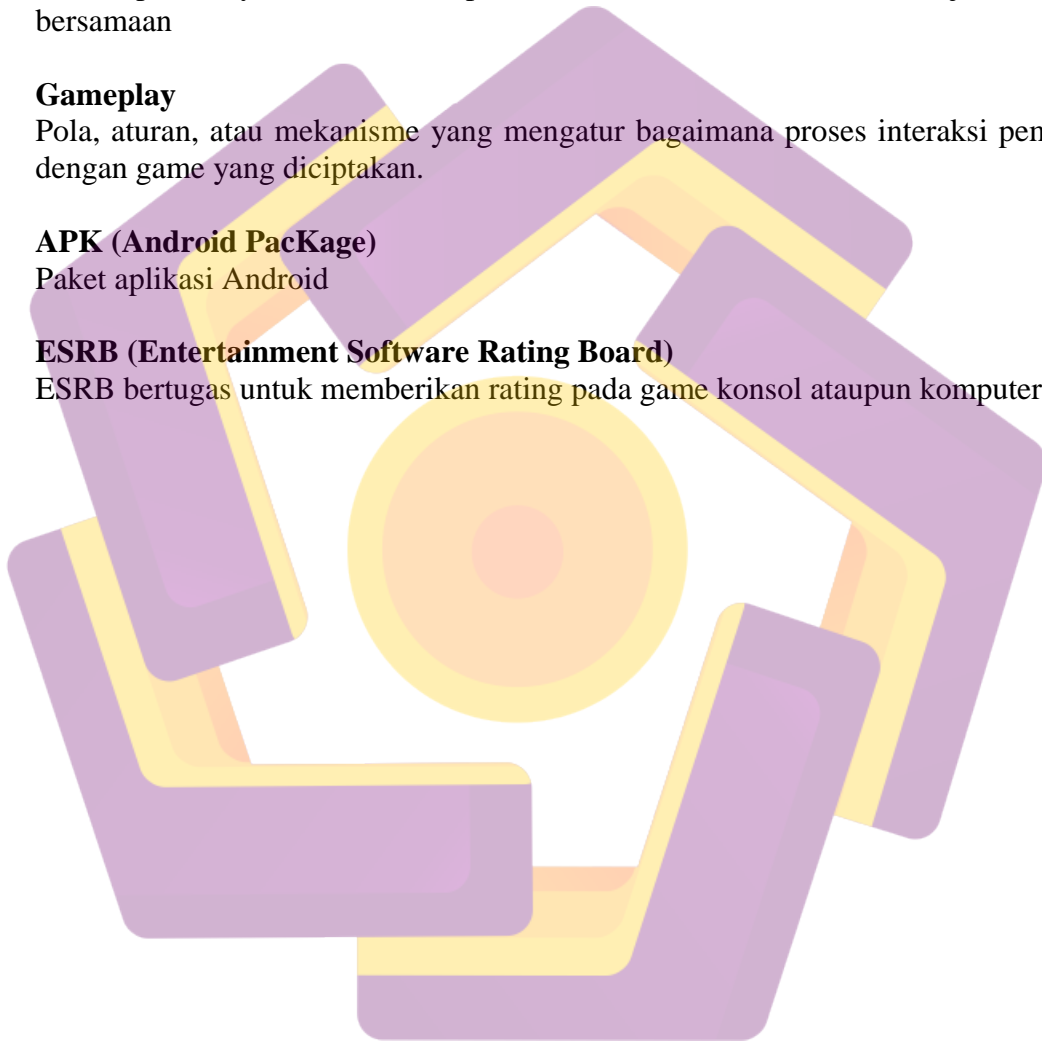 bersamaan
Gameplay
Pola, aturan, atau mekanisme yang mengatur bagaimana proses interaksi
dengan game yang diciptakan.
APK (Android PacKage)
Paket aplikasi Android
ESRB (Entertainment Software Rating Board)
ESRB bertugas untuk memberikan rating pada game konsol ataupun komputer